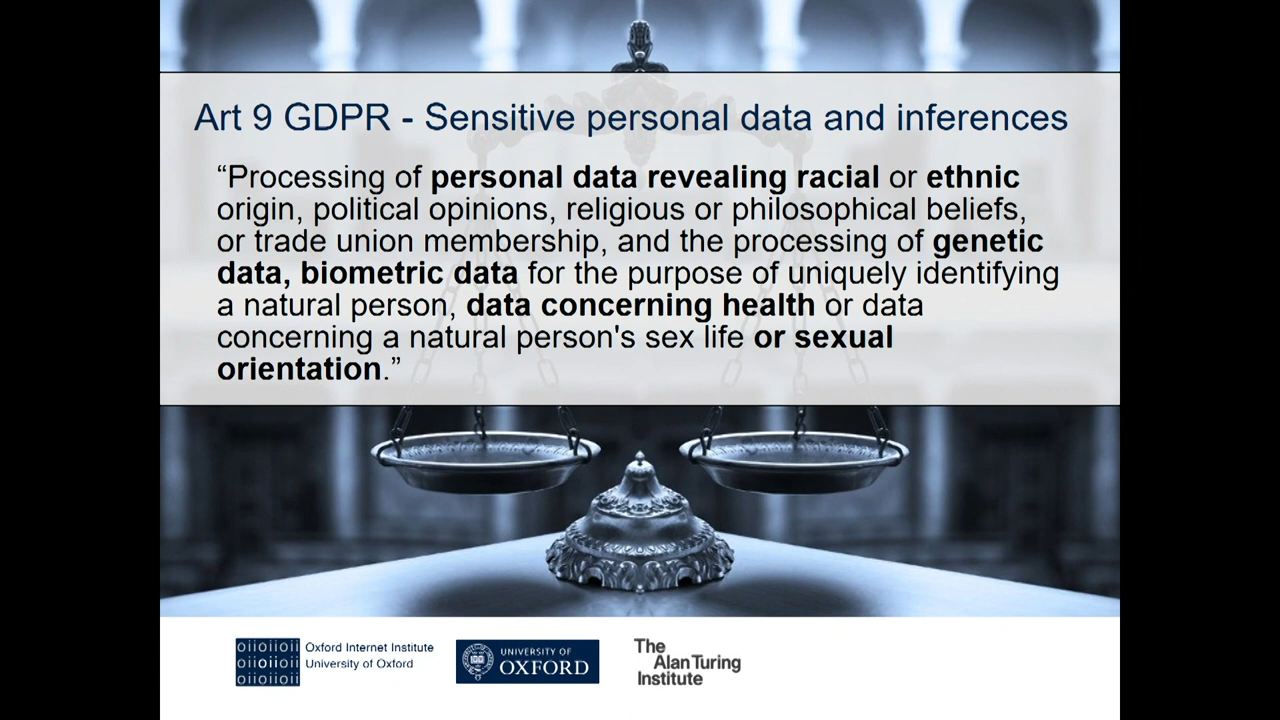 Art 9 GDPR - Sensitive personal data and inferences
“Processing of personal data revealing racial or ethnic
origin, political opinions, religious or philosophical beliefs,
or trade union membership, and the processing of genetic
data, biometric data for the purpose of uniquely identifying
a natural person, data concerning health or data
concerning a natural person's sex life or sexual
orientation.”
oiioiioii
oiioiioii
oiioiioii
Oxford Internet Institute
University of Oxford
UNIVERSITY OF
OXFORD
The
Alan Turing
Institute